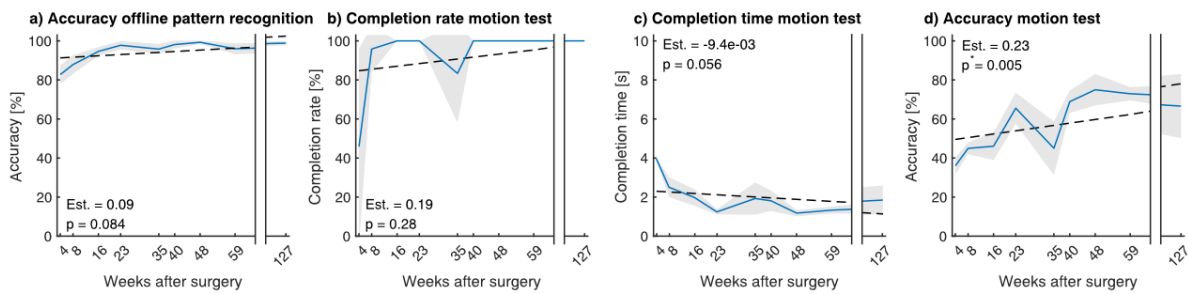 a) Accuracy offline pattern recognition
100
80
60
40
20
0
Accuracy [%]
Est. = 0.09
p = 0.084
4 8 16 23 35 40 48 59 127
Weeks after surgery
b) Completion rate motion test
100
80
60
40
20
0
Completion rate [%]
Est. = 0.19
p = 0.28
4 8 16 23 35 40 48 59 127
Weeks after surgery
c) Completion time motion test
10
8
6
4
2
0
Completion time [s]
Est. = -9.4e-03
p = 0.056
4 8 16 23 35 40 48 59 127
Weeks after surgery
d) Accuracy motion test
100
80
60
40
20
0
Accuracy [%]
Est. = 0.23
p* = 0.005
4 8 16 23 35 40 48 59 127
Weeks after surgery